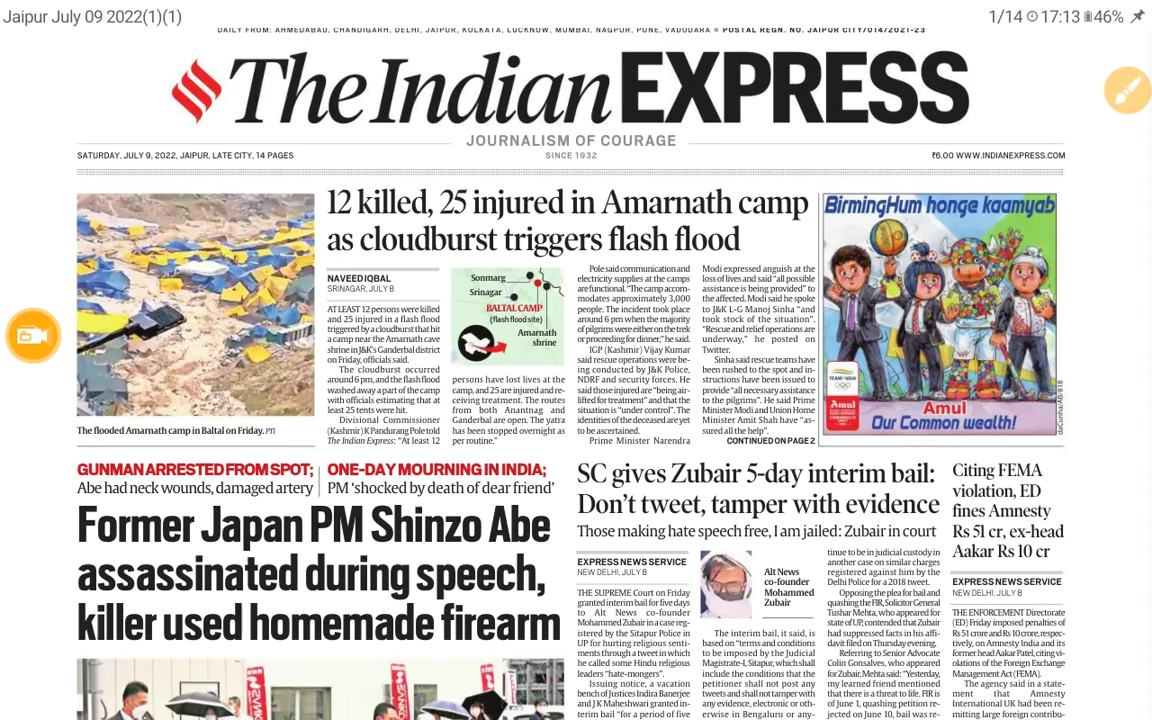 Jaipur July 09 2022(1)(1)
1/14 17:13 46%
DAILY FROM: AHMEDABAD, CHANDIGARH, DELHI, JAIPUR, KOLKATA, LUCKNOW, MUMBAI, NAGPUR, PUNE, VADODARA ● POSTAL REGN. NO. JAIPUR CITY/014/2021-23
The Indian EXPRESS
JOURNALISM OF COURAGE
SINCE 1932
SATURDAY, JULY 9, 2022, JAIPUR, LATE CITY, 14 PAGES
₹6.00 WWW.INDIANEXPRESS.COM
The flooded Amarnath camp in Baltal on Friday. PTI
12 killed, 25 injured in Amarnath camp
as cloudburst triggers flash flood
NAVEED IQBAL
SRINAGAR, JULY 8
AT LEAST 12 persons were killed
and 25 injured in a flash flood
triggered by a cloudburst that hit
a camp near the Amarnath cave
shrine in J&K's Ganderbal district
on Friday, officials said.
The cloudburst occurred
around 6 pm, and the flash flood
washed away a part of the camp
with officials estimating that at
least 25 tents were hit.
Divisional Commissioner
(Kashmir) K Pandurang Pole told
The Indian Express: “At least 12
Sonmarg
Srinagar
BALTAL CAMP
(flash flood site)
Amarnath
shrine
persons have lost lives at the
camp, and 25 are injured and re-
ceiving treatment. The routes
from both Anantnag and
Ganderbal are open. The yatra
has been stopped overnight as
per routine.”
Pole said communication and
electricity supplies at the camps
are functional. “The camp accom-
modates approximately 3,000
people. The incident took place
around 6 pm when the majority
of pilgrims were either on the trek
or proceeding for dinner,” he said.
IGP (Kashmir) Vijay Kumar
said rescue operations were be-
ing conducted by J&K Police,
NDRF and security forces. He
said those injured are “being air-
lifted for treatment” and that the
situation is “under control”. The
identities of the deceased are yet
to be ascertained.
Prime Minister Narendra
Modi expressed anguish at the
loss of lives and said “all possible
assistance is being provided” to
the affected. Modi said he spoke
to J&K L-G Manoj Sinha “and
took stock of the situation”.
“Rescue and relief operations are
underway,” he posted on
Twitter.
Sinha said rescue teams have
been rushed to the spot and in-
structions have been issued to
provide “all necessary assistance
to the pilgrims”. He said Prime
Minister Modi and Union Home
Minister Amit Shah have “as-
sured all the help”.
CONTINUED ON PAGE 2
BirmingHum honge kaamyab
TEAM INDIA
Amul
Amul
Our Common wealth!
daCunha/AB/818
GUNMAN ARRESTED FROM SPOT;
Abe had neck wounds, damaged artery
ONE-DAY MOURNING IN INDIA;
PM ‘shocked by death of dear friend’
Former Japan PM Shinzo Abe
assassinated during speech,
killer used homemade firearm
SC gives Zubair 5-day interim bail:
Don't tweet, tamper with evidence
Those making hate speech free, I am jailed: Zubair in court
EXPRESS NEWS SERVICE
NEW DELHI, JULY 8
THE SUPREME Court on Friday
granted interim bail for five days
to Alt News co-founder
Mohammed Zubair in a case reg-
istered by the Sitapur Police in
UP for hurting religious senti-
ments through a tweet in which
he called some Hindu religious
leaders “hate-mongers”.
Issuing notice, a vacation
bench of Justices Indira Banerjee
and J K Maheshwari granted in-
terim bail “for a period of five
Alt News
co-founder
Mohammed
Zubair
The interim bail, it said, is
based on “terms and conditions
to be imposed by the Judicial
Magistrate-I, Sitapur, which shall
include the conditions that the
petitioner shall not post any
tweets and shall not tamper with
any evidence, electronic or oth-
erwise in Bengaluru or any-
tinue to be in judicial custody in
another case on similar charges
registered against him by the
Delhi Police for a 2018 tweet.
Opposing the plea for bail and
quashing the FIR, Solicitor General
Tushar Mehta, who appeared for
state of UP, contended that Zubair
had suppressed facts in his affi-
davit filed on Thursday evening.
Referring to Senior Advocate
Colin Gonsalves, who appeared
for Zubair, Mehta said: “Yesterday,
my learned friend mentioned
that there is a threat to life. FIR is
of June 1, quashing petition re-
jected on June 10, bail was re-
Citing FEMA
violation, ED
fines Amnesty
Rs 51 cr, ex-head
Aakar Rs 10 cr
EXPRESS NEWS SERVICE
NEW DELHI, JULY 8
THE ENFORCEMENT Directorate
(ED) Friday imposed penalties of
Rs 51 crore and Rs 10 crore, respec-
tively, on Amnesty India and its
former head Aakar Patel, citing vi-
olations of the Foreign Exchange
Management Act (FEMA).
The agency said in a state-
ment that Amnesty
International UK had been re-
mitting large foreign contribu-